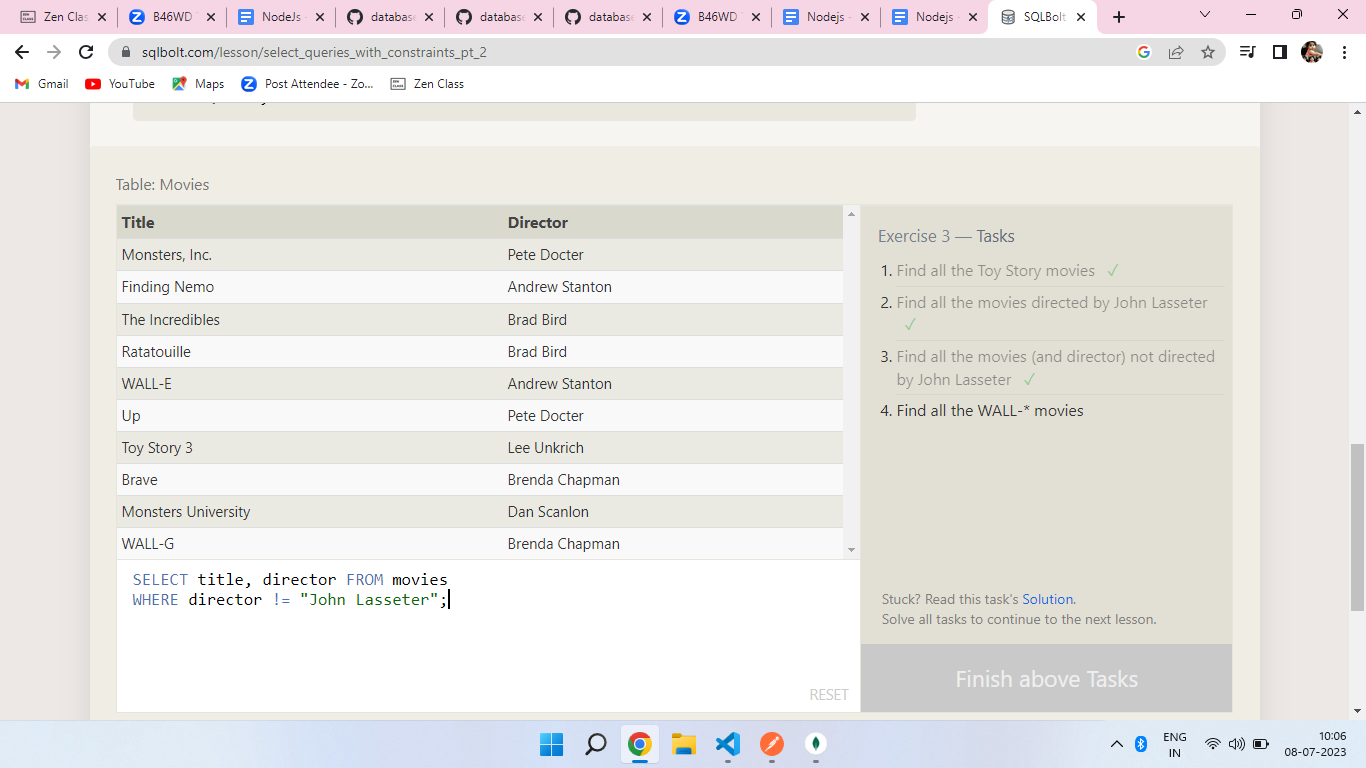 Zen Clas
B46WD
NodeJs -
database
database
database
B46WD
Nodejs -
Nodejs -
SQLBolt
sqlbolt.com/lesson/select_queries_with_constraints_pt_2
Gmail
YouTube
Maps
Post Attendee - Zo...
Zen Class
Table: Movies
Title Director
Monsters, Inc. Pete Docter
Finding Nemo Andrew Stanton
The Incredibles Brad Bird
Ratatouille Brad Bird
WALL-E Andrew Stanton
Up Pete Docter
Toy Story 3 Lee Unkrich
Brave Brenda Chapman
Monsters University Dan Scanlon
WALL-G Brenda Chapman
SELECT title, director FROM movies
WHERE director != "John Lasseter";
RESET
Exercise 3 — Tasks
1. Find all the Toy Story movies ✓
2. Find all the movies directed by John Lasseter
✓
3. Find all the movies (and director) not directed
by John Lasseter ✓
4. Find all the WALL-* movies
Stuck? Read this task's Solution.
Solve all tasks to continue to the next lesson.
Finish above Tasks
ENG
IN
10:06
08-07-2023